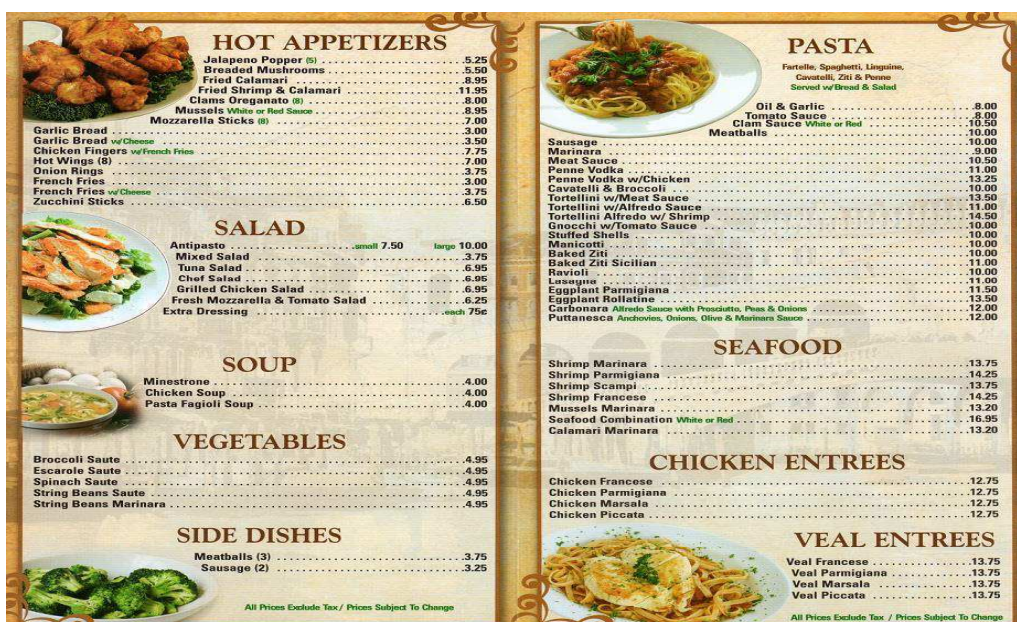 HOT APPETIZERS
Jalapeno Popper (5) 5.25
Breaded Mushrooms 5.50
Fried Calamari 8.95
Fried Shrimp & Calamari 11.95
Clams Oreganato (8) 8.00
Mussels White or Red Sauce 8.95
Mozzarella Sticks (8) 7.00
Garlic Bread 3.00
Garlic Bread w/Cheese 3.50
Chicken Fingers w/French Fries 7.75
Hot Wings (8) 7.00
Onion Rings 3.75
French Fries 3.00
French Fries w/Cheese 3.75
Zucchini Sticks 6.50
SALAD
Antipasto small 7.50 large 10.00
Mixed Salad 3.75
Tuna Salad 6.95
Chef Salad 6.95
Grilled Chicken Salad 6.95
Fresh Mozzarella & Tomato Salad 6.25
Extra Dressing each 75¢
SOUP
Minestrone 4.00
Chicken Soup 4.00
Pasta Fagioli Soup 4.00
VEGETABLES
Broccoli Saute 4.95
Escarole Saute 4.95
Spinach Saute 4.95
String Beans Saute 4.95
String Beans Marinara 4.95
SIDE DISHES
Meatballs (3) 3.75
Sausage (2) 3.25
All Prices Exclude Tax / Prices Subject To Change
PASTA
Fartelle, Spaghetti, Linguine,
Cavatelli, Ziti & Penne
Served w/Bread & Salad
Oil & Garlic 8.00
Tomato Sauce 8.00
Clam Sauce White or Red 10.50
Meatballs 10.00
Sausage 10.00
Marinara 9.00
Meat Sauce 10.50
Penne Vodka 11.00
Penne Vodka w/Chicken 13.25
Cavatelli & Broccoli 10.00
Tortellini w/Meat Sauce 13.50
Tortellini w/Alfredo Sauce 11.00
Tortellini Alfredo w/ Shrimp 14.50
Gnocchi w/Tomato Sauce 10.00
Stuffed Shells 10.00
Manicotti 10.00
Baked Ziti 10.00
Baked Ziti Sicilian 11.00
Ravioli 10.00
Lasagna 11.00
Eggplant Parmigiana 11.50
Eggplant Rollatine 13.50
Carbonara Alfredo Sauce with Prosciutto, Peas & Onions 12.00
Puttanesca Anchovies, Onions, Olive & Marinara Sauce 12.00
SEAFOOD
Shrimp Marinara 13.75
Shrimp Parmigiana 14.25
Shrimp Scampi 13.75
Shrimp Francese 14.25
Mussels Marinara 13.20
Seafood Combination White or Red 16.95
Calamari Marinara 13.20
CHICKEN ENTREES
Chicken Francese 12.75
Chicken Parmigiana 12.75
Chicken Marsala 12.75
Chicken Piccata 12.75
VEAL ENTREES
Veal Francese 13.75
Veal Parmigiana 13.75
Veal Marsala 13.75
Veal Piccata 13.75
All Prices Exclude Tax / Prices Subject To Change